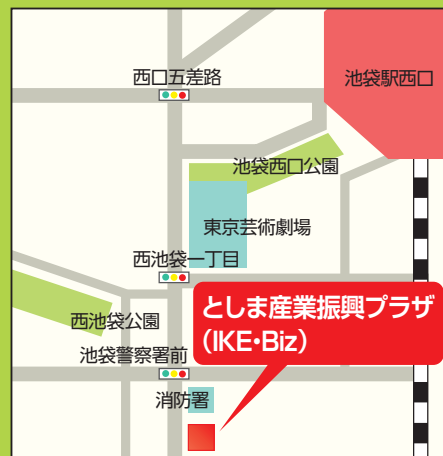 西口五差路
池袋駅西口
池袋西口公園
東京芸術劇場
西池袋一丁目
としま産業振興プラザ
(IKE•Biz)
西池袋公園
池袋警察署前
消防署